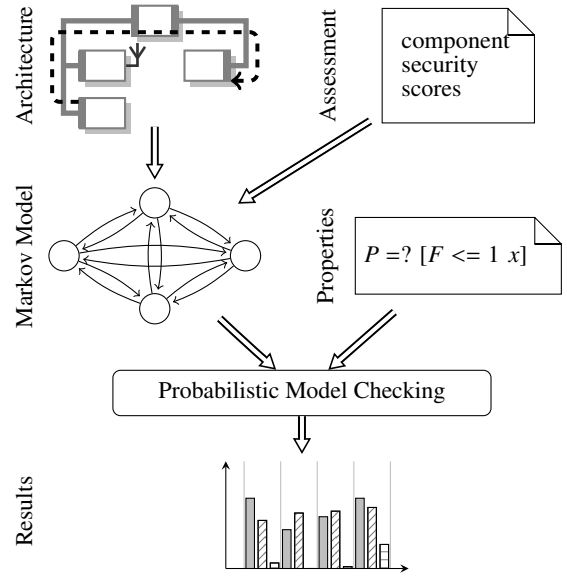 Architecture
Assessment
component
security
scores
Markov Model
Properties
P =? [F <= 1 x]
Probabilistic Model Checking
Results